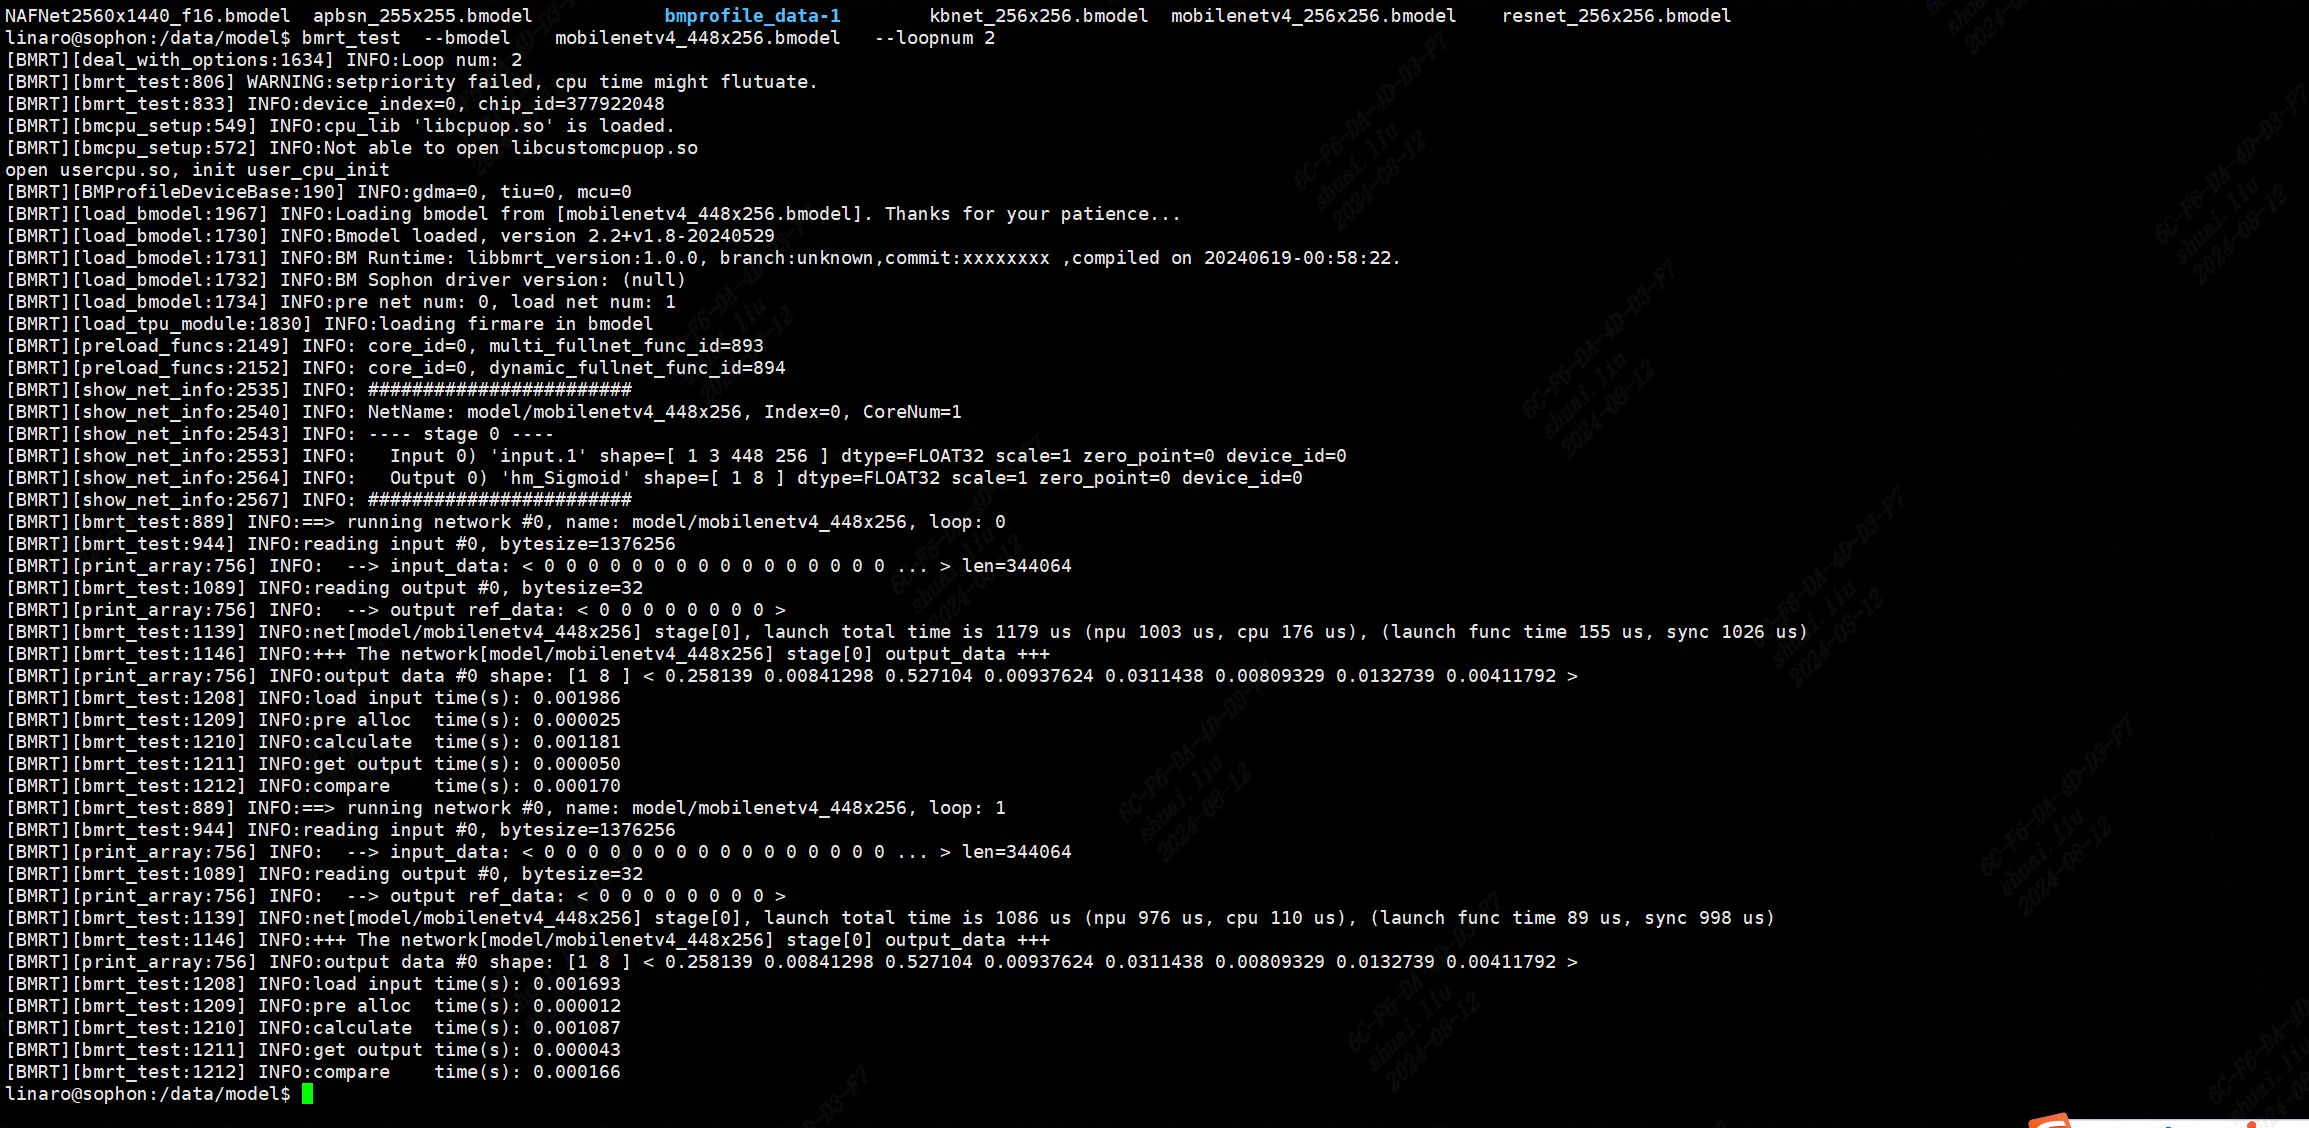 NAFNet2560x1440_f16.bmodel  apbsn_255x255.bmodel            bmprofile_data-1        kbnet_256x256.bmodel  mobilenetv4_256x256.bmodel    resnet_256x256.bmodel
linaro@sophon:/data/model$ bmrt_test  --bmodel    mobilenetv4_448x256.bmodel   --loopnum 2
[BMRT][deal_with_options:1634] INFO:Loop num: 2
[BMRT][bmrt_test:806] WARNING:setpriority failed, cpu time might flutuate.
[BMRT][bmrt_test:833] INFO:device_index=0, chip_id=377922048
[BMRT][bmcpu_setup:549] INFO:cpu_lib 'libcpuop.so' is loaded.
[BMRT][bmcpu_setup:572] INFO:Not able to open libcustomcpuop.so
open usercpu.so, init user_cpu_init
[BMRT][BMProfileDeviceBase:190] INFO:gdma=0, tiu=0, mcu=0
[BMRT][load_bmodel:1967] INFO:Loading bmodel from [mobilenetv4_448x256.bmodel]. Thanks for your patience...
[BMRT][load_bmodel:1730] INFO:Bmodel loaded, version 2.2+v1.8-20240529
[BMRT][load_bmodel:1731] INFO:BM Runtime: libbmrt_version:1.0.0, branch:unknown,commit:xxxxxxxx ,compiled on 20240619-00:58:22.
[BMRT][load_bmodel:1732] INFO:BM Sophon driver version: (null)
[BMRT][load_bmodel:1734] INFO:pre net num: 0, load net num: 1
[BMRT][load_tpu_module:1830] INFO:loading firmare in bmodel
[BMRT][preload_funcs:2149] INFO: core_id=0, multi_fullnet_func_id=893
[BMRT][preload_funcs:2152] INFO: core_id=0, dynamic_fullnet_func_id=894
[BMRT][show_net_info:2535] INFO: ########################
[BMRT][show_net_info:2540] INFO: NetName: model/mobilenetv4_448x256, Index=0, CoreNum=1
[BMRT][show_net_info:2543] INFO: ---- stage 0 ----
[BMRT][show_net_info:2553] INFO:   Input 0) 'input.1' shape=[ 1 3 448 256 ] dtype=FLOAT32 scale=1 zero_point=0 device_id=0
[BMRT][show_net_info:2564] INFO:   Output 0) 'hm_Sigmoid' shape=[ 1 8 ] dtype=FLOAT32 scale=1 zero_point=0 device_id=0
[BMRT][show_net_info:2567] INFO: ########################
[BMRT][bmrt_test:889] INFO:==> running network #0, name: model/mobilenetv4_448x256, loop: 0
[BMRT][bmrt_test:944] INFO:reading input #0, bytesize=1376256
[BMRT][print_array:756] INFO:  --> input_data: < 0 0 0 0 0 0 0 0 0 0 0 0 0 0 0 0 ... > len=344064
[BMRT][bmrt_test:1089] INFO:reading output #0, bytesize=32
[BMRT][print_array:756] INFO:  --> output ref_data: < 0 0 0 0 0 0 0 0 >
[BMRT][bmrt_test:1139] INFO:net[model/mobilenetv4_448x256] stage[0], launch total time is 1179 us (npu 1003 us, cpu 176 us), (launch func time 155 us, sync 1026 us)
[BMRT][bmrt_test:1146] INFO:+++ The network[model/mobilenetv4_448x256] stage[0] output_data +++
[BMRT][print_array:756] INFO:output data #0 shape: [1 8 ] < 0.258139 0.00841298 0.527104 0.00937624 0.0311438 0.00809329 0.0132739 0.00411792 >
[BMRT][bmrt_test:1208] INFO:load input time(s): 0.001986
[BMRT][bmrt_test:1209] INFO:pre alloc  time(s): 0.000025
[BMRT][bmrt_test:1210] INFO:calculate  time(s): 0.001181
[BMRT][bmrt_test:1211] INFO:get output time(s): 0.000050
[BMRT][bmrt_test:1212] INFO:compare    time(s): 0.000170
[BMRT][bmrt_test:889] INFO:==> running network #0, name: model/mobilenetv4_448x256, loop: 1
[BMRT][bmrt_test:944] INFO:reading input #0, bytesize=1376256
[BMRT][print_array:756] INFO:  --> input_data: < 0 0 0 0 0 0 0 0 0 0 0 0 0 0 0 0 ... > len=344064
[BMRT][bmrt_test:1089] INFO:reading output #0, bytesize=32
[BMRT][print_array:756] INFO:  --> output ref_data: < 0 0 0 0 0 0 0 0 >
[BMRT][bmrt_test:1139] INFO:net[model/mobilenetv4_448x256] stage[0], launch total time is 1086 us (npu 976 us, cpu 110 us), (launch func time 89 us, sync 998 us)
[BMRT][bmrt_test:1146] INFO:+++ The network[model/mobilenetv4_448x256] stage[0] output_data +++
[BMRT][print_array:756] INFO:output data #0 shape: [1 8 ] < 0.258139 0.00841298 0.527104 0.00937624 0.0311438 0.00809329 0.0132739 0.00411792 >
[BMRT][bmrt_test:1208] INFO:load input time(s): 0.001693
[BMRT][bmrt_test:1209] INFO:pre alloc  time(s): 0.000012
[BMRT][bmrt_test:1210] INFO:calculate  time(s): 0.001087
[BMRT][bmrt_test:1211] INFO:get output time(s): 0.000043
[BMRT][bmrt_test:1212] INFO:compare    time(s): 0.000166
linaro@sophon:/data/model$
6C-F6-DA-4D-D3-F7
shuai.liu
2024-08-12